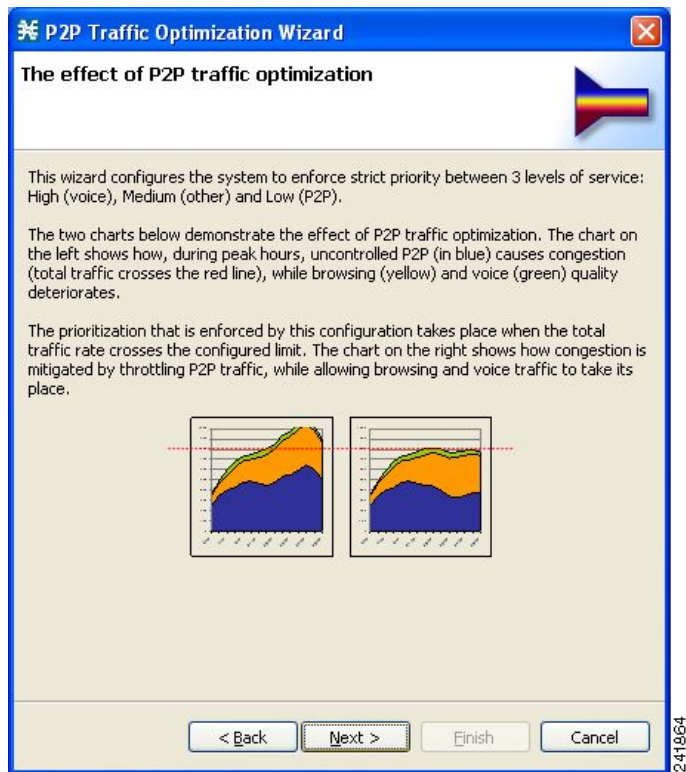 P2P Traffic Optimization Wizard
The effect of P2P traffic optimization
This wizard configures the system to enforce strict priority between 3 levels of service:
High (voice), Medium (other) and Low (P2P).
The two charts below demonstrate the effect of P2P traffic optimization. The chart on
the left shows how, during peak hours, uncontrolled P2P (in blue) causes congestion
(total traffic crosses the red line), while browsing (yellow) and voice (green) quality
deteriorates.
The prioritization that is enforced by this configuration takes place when the total
traffic rate crosses the configured limit. The chart on the right shows how congestion is
mitigated by throttling P2P traffic, while allowing browsing and voice traffic to take its
place.
< Back Next > Finish Cancel
241864